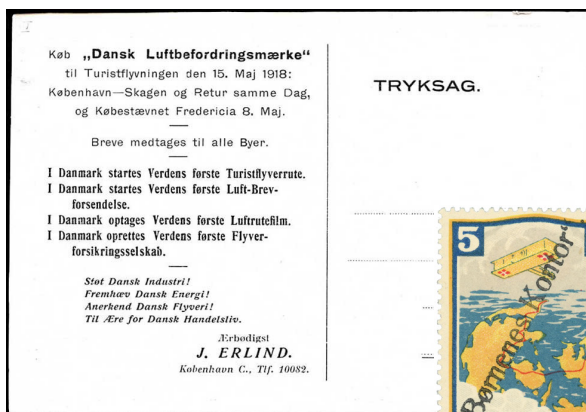 Køb „Dansk Luftbefordringsmærke“
til Turistflyvningen den 15. Maj 1918:
København—Skagen og Retur samme Dag,
og Købestævnet Fredericia 8. Maj.
Breve medtages til alle Byer.
I Danmark startes Verdens første Turistflyverrute.
I Danmark startes Verdens første Luft-Brev-
forsendelse.
I Danmark optages Verdens første Luftrutefilm.
I Danmark oprettes Verdens første Flyver-
forsikringsselskab.
Støt Dansk Industri!
Fremhæv Dansk Energi!
Anerkend Dansk Flyveri!
Til Ære for Dansk Handelsliv.
Ærbødigst
J. ERLIND.
København C., Tlf. 10082.
TRYKSAG.
5
Børnenes Kontor